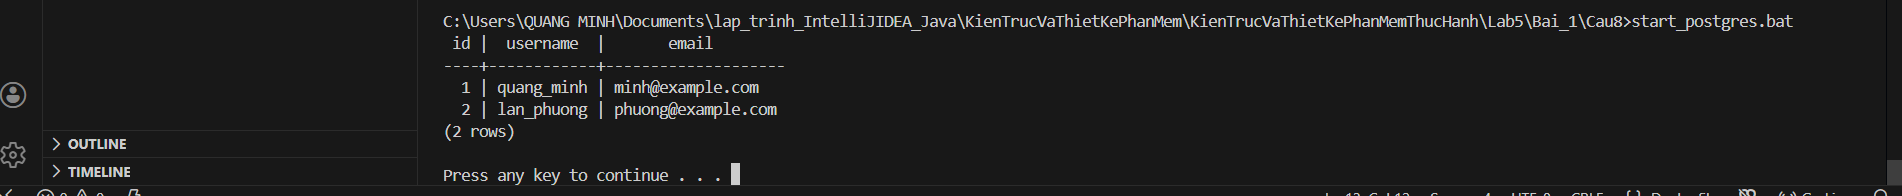 C:\Users\QUANG MINH\Documents\lap_trinh_IntelliJIDEA_Java\KienTrucVaThietKePhanMem\KienTrucVaThietKePhanMemThucHanh\Lab5\Bai_1\Cau8>start_postgres.bat
id | username | email
----+------------+--------------------
1 | quang_minh | minh@example.com
2 | lan_phuong | phuong@example.com
(2 rows)
OUTLINE
TIMELINE
Press any key to continue . . .